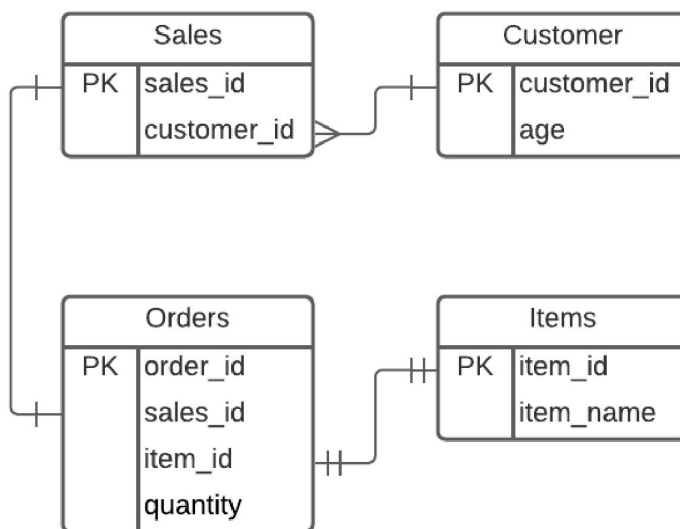 Sales
PK sales_id
customer_id
Customer
PK customer_id
age
Orders
PK order_id
sales_id
item_id
quantity
Items
PK item_id
item_name